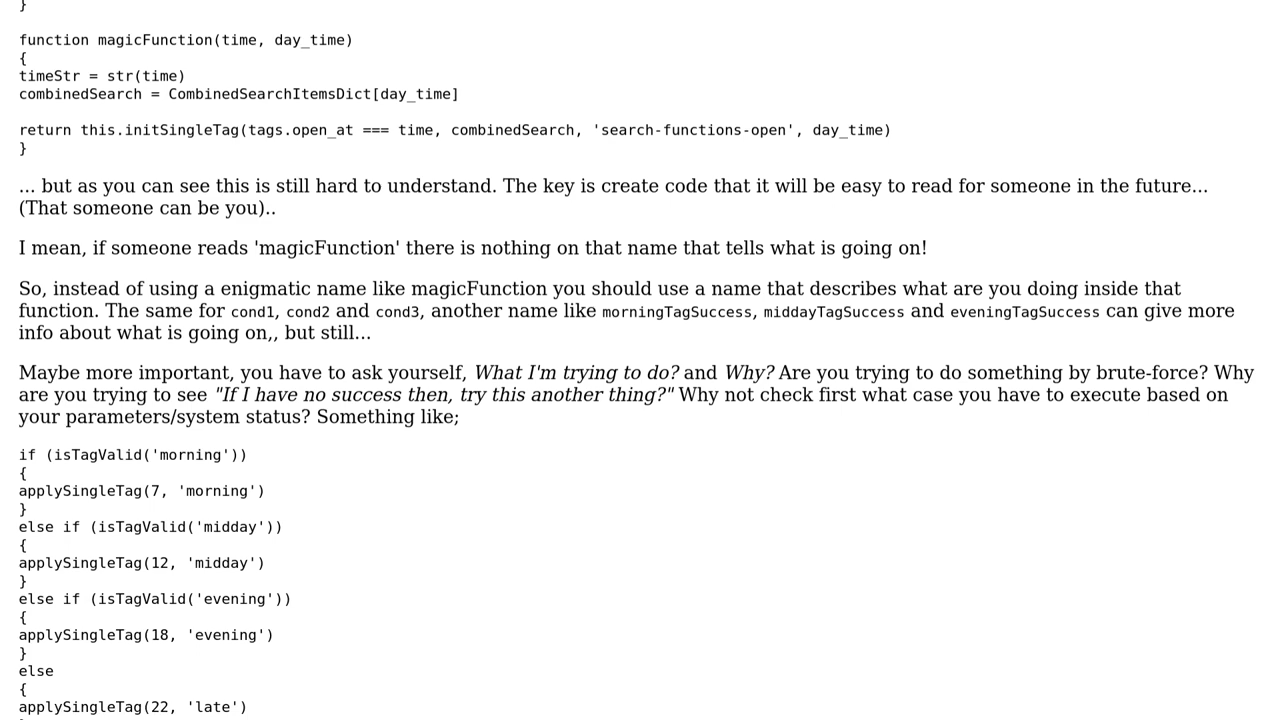 }
function magicFunction(time, day_time)
{
timeStr = str(time)
combinedSearch = CombinedSearchItemsDict[day_time]
return this.initSingleTag(tags.open_at === time, combinedSearch, 'search-functions-open', day_time)
}
... but as you can see this is still hard to understand. The key is create code that it will be easy to read for someone in the future...
(That someone can be you)..
I mean, if someone reads 'magicFunction' there is nothing on that name that tells what is going on!
So, instead of using a enigmatic name like magicFunction you should use a name that describes what are you doing inside that
function. The same for cond1, cond2 and cond3, another name like morningTagSuccess, middayTagSuccess and eveningTagSuccess can give more
info about what is going on,, but still...
Maybe more important, you have to ask yourself, What I'm trying to do? and Why? Are you trying to do something by brute-force? Why
are you trying to see "If I have no success then, try this another thing?" Why not check first what case you have to execute based on
your parameters/system status? Something like;
if (isTagValid('morning'))
{
applySingleTag(7, 'morning')
}
else if (isTagValid('midday'))
{
applySingleTag(12, 'midday')
}
else if (isTagValid('evening'))
{
applySingleTag(18, 'evening')
}
else
{
applySingleTag(22, 'late')